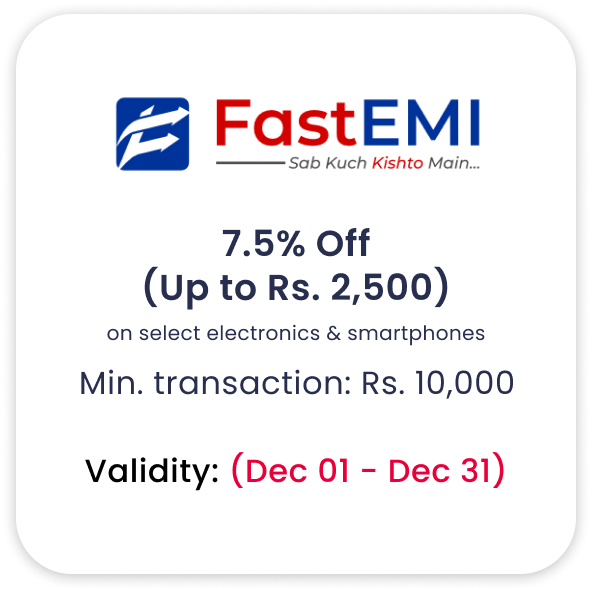 FastEMI
Sab Kuch Kishto Main...
7.5% Off
(Up to Rs. 2,500)
on select electronics & smartphones
Min. transaction: Rs. 10,000
Validity: (Dec 01 - Dec 31)